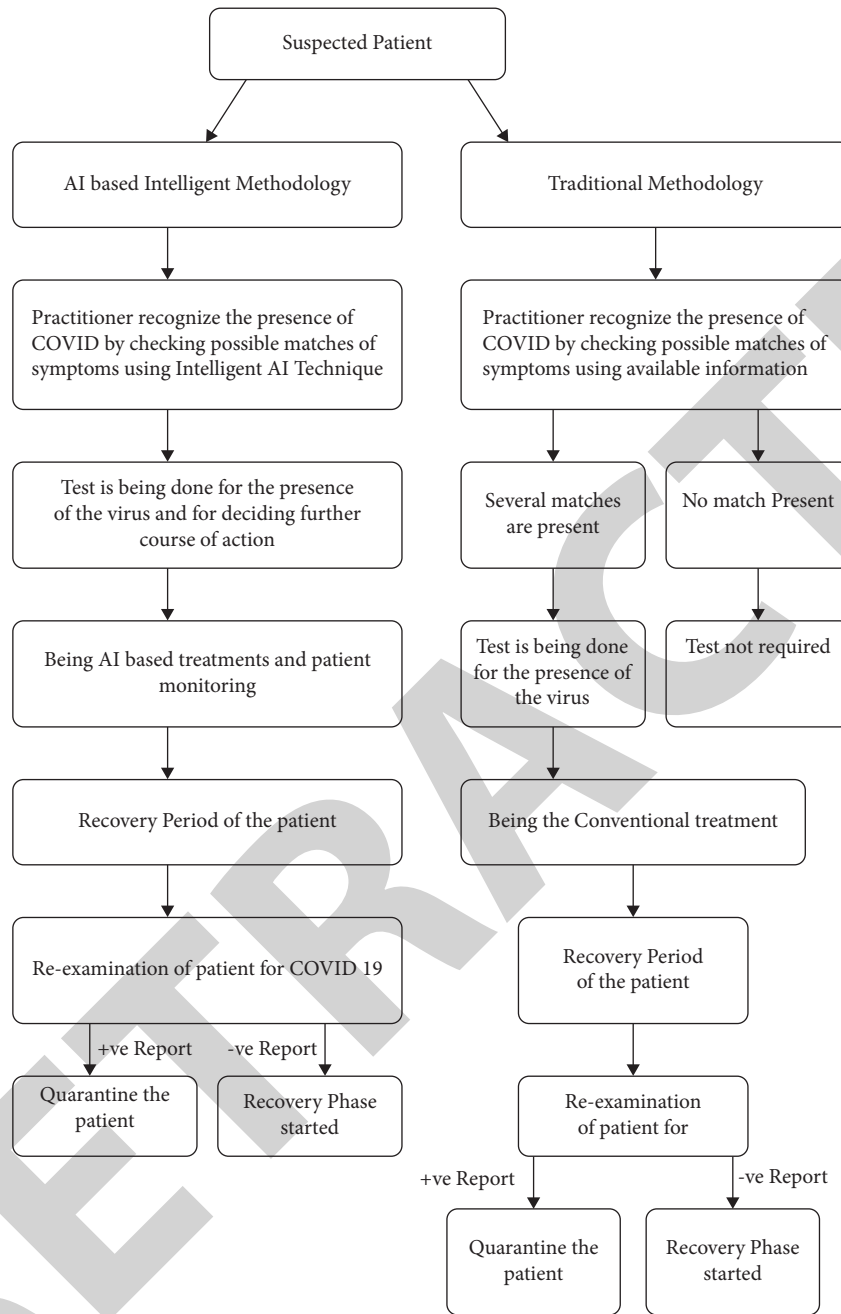 Suspected Patient
AI based Intelligent Methodology
Practitioner recognize the presence of
COVID by checking possible matches of
symptoms using Intelligent AI Technique
Test is being done for the presence
of the virus and for deciding further
course of action
Being AI based treatments and patient
monitoring
Recovery Period of the patient
Re-examination of patient for COVID 19
+ve Report
-ve Report
Quarantine the
patient
Recovery Phase
started
Traditional Methodology
Practitioner recognize the presence of
COVID by checking possible matches of
symptoms using available information
Several matches
are present
No match Present
Test is being done
for the presence of
the virus
Test not required
Being the Conventional treatment
Recovery Period
of the patient
Re-examination
of patient for
+ve Report
-ve Report
Quarantine the
patient
Recovery Phase
started
ETRACT